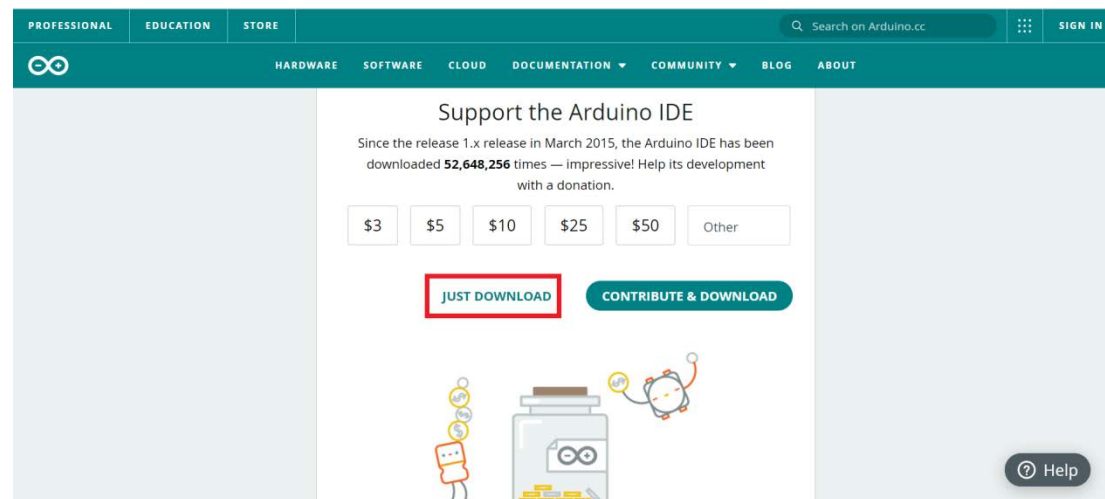 PROFESSIONAL EDUCATION STORE Search on Arduino.cc SIGN IN
HARDWARE SOFTWARE CLOUD DOCUMENTATION COMMUNITY BLOG ABOUT
Support the Arduino IDE
Since the release 1.x release in March 2015, the Arduino IDE has been
downloaded 52,648,256 times — impressive! Help its development
with a donation.
$3 $5 $10 $25 $50 Other
JUST DOWNLOAD CONTRIBUTE & DOWNLOAD
Help